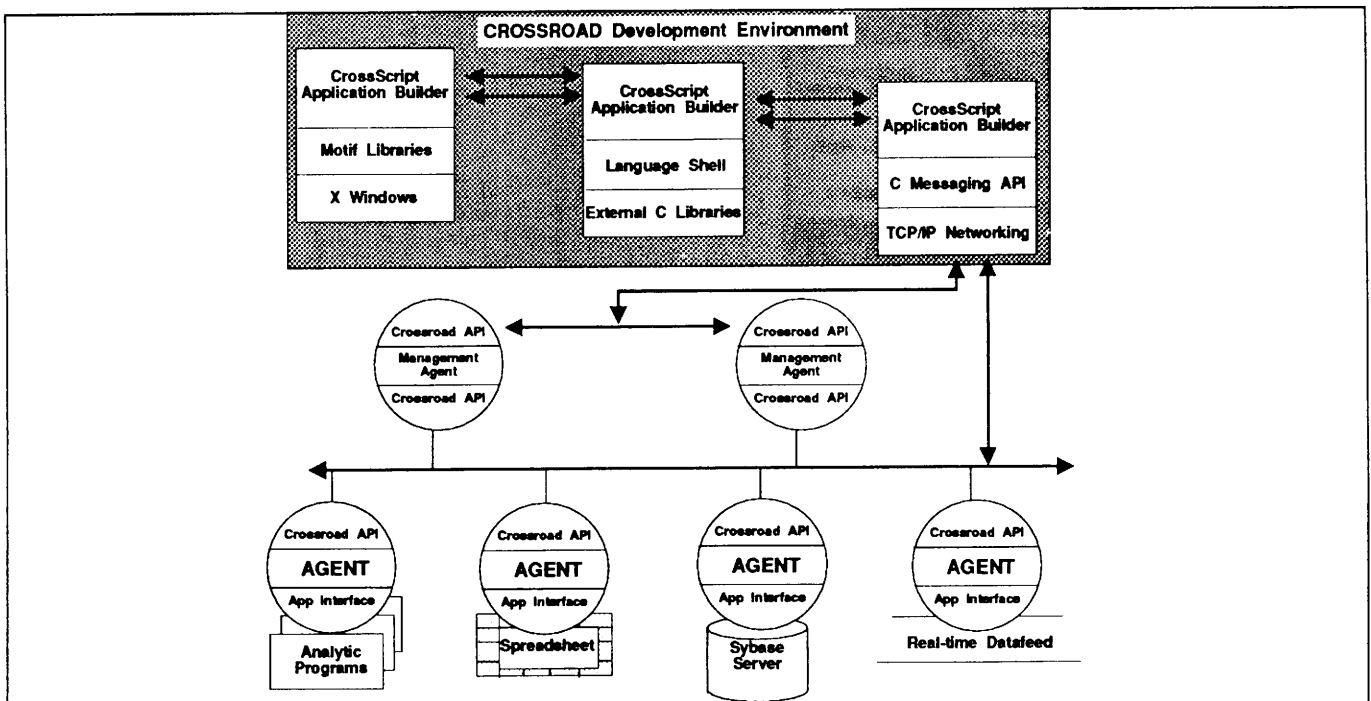 CROSSROAD Development Environment
CrossScript
Application Builder
Motif Libraries
X Windows
CrossScript
Application Builder
Language Shell
External C Libraries
CrossScript
Application Builder
C Messaging API
TCP/IP Networking
Crossroad API
Management
Agent
Crossroad API
Crossroad API
Management
Agent
Crossroad API
Crossroad API
AGENT
App Interface
Analytic
Programs
Crossroad API
AGENT
App Interface
Spreadsheet
Crossroad API
AGENT
App Interface
Sybase
Server
Crossroad API
AGENT
App Interface
Real-time Datafeed